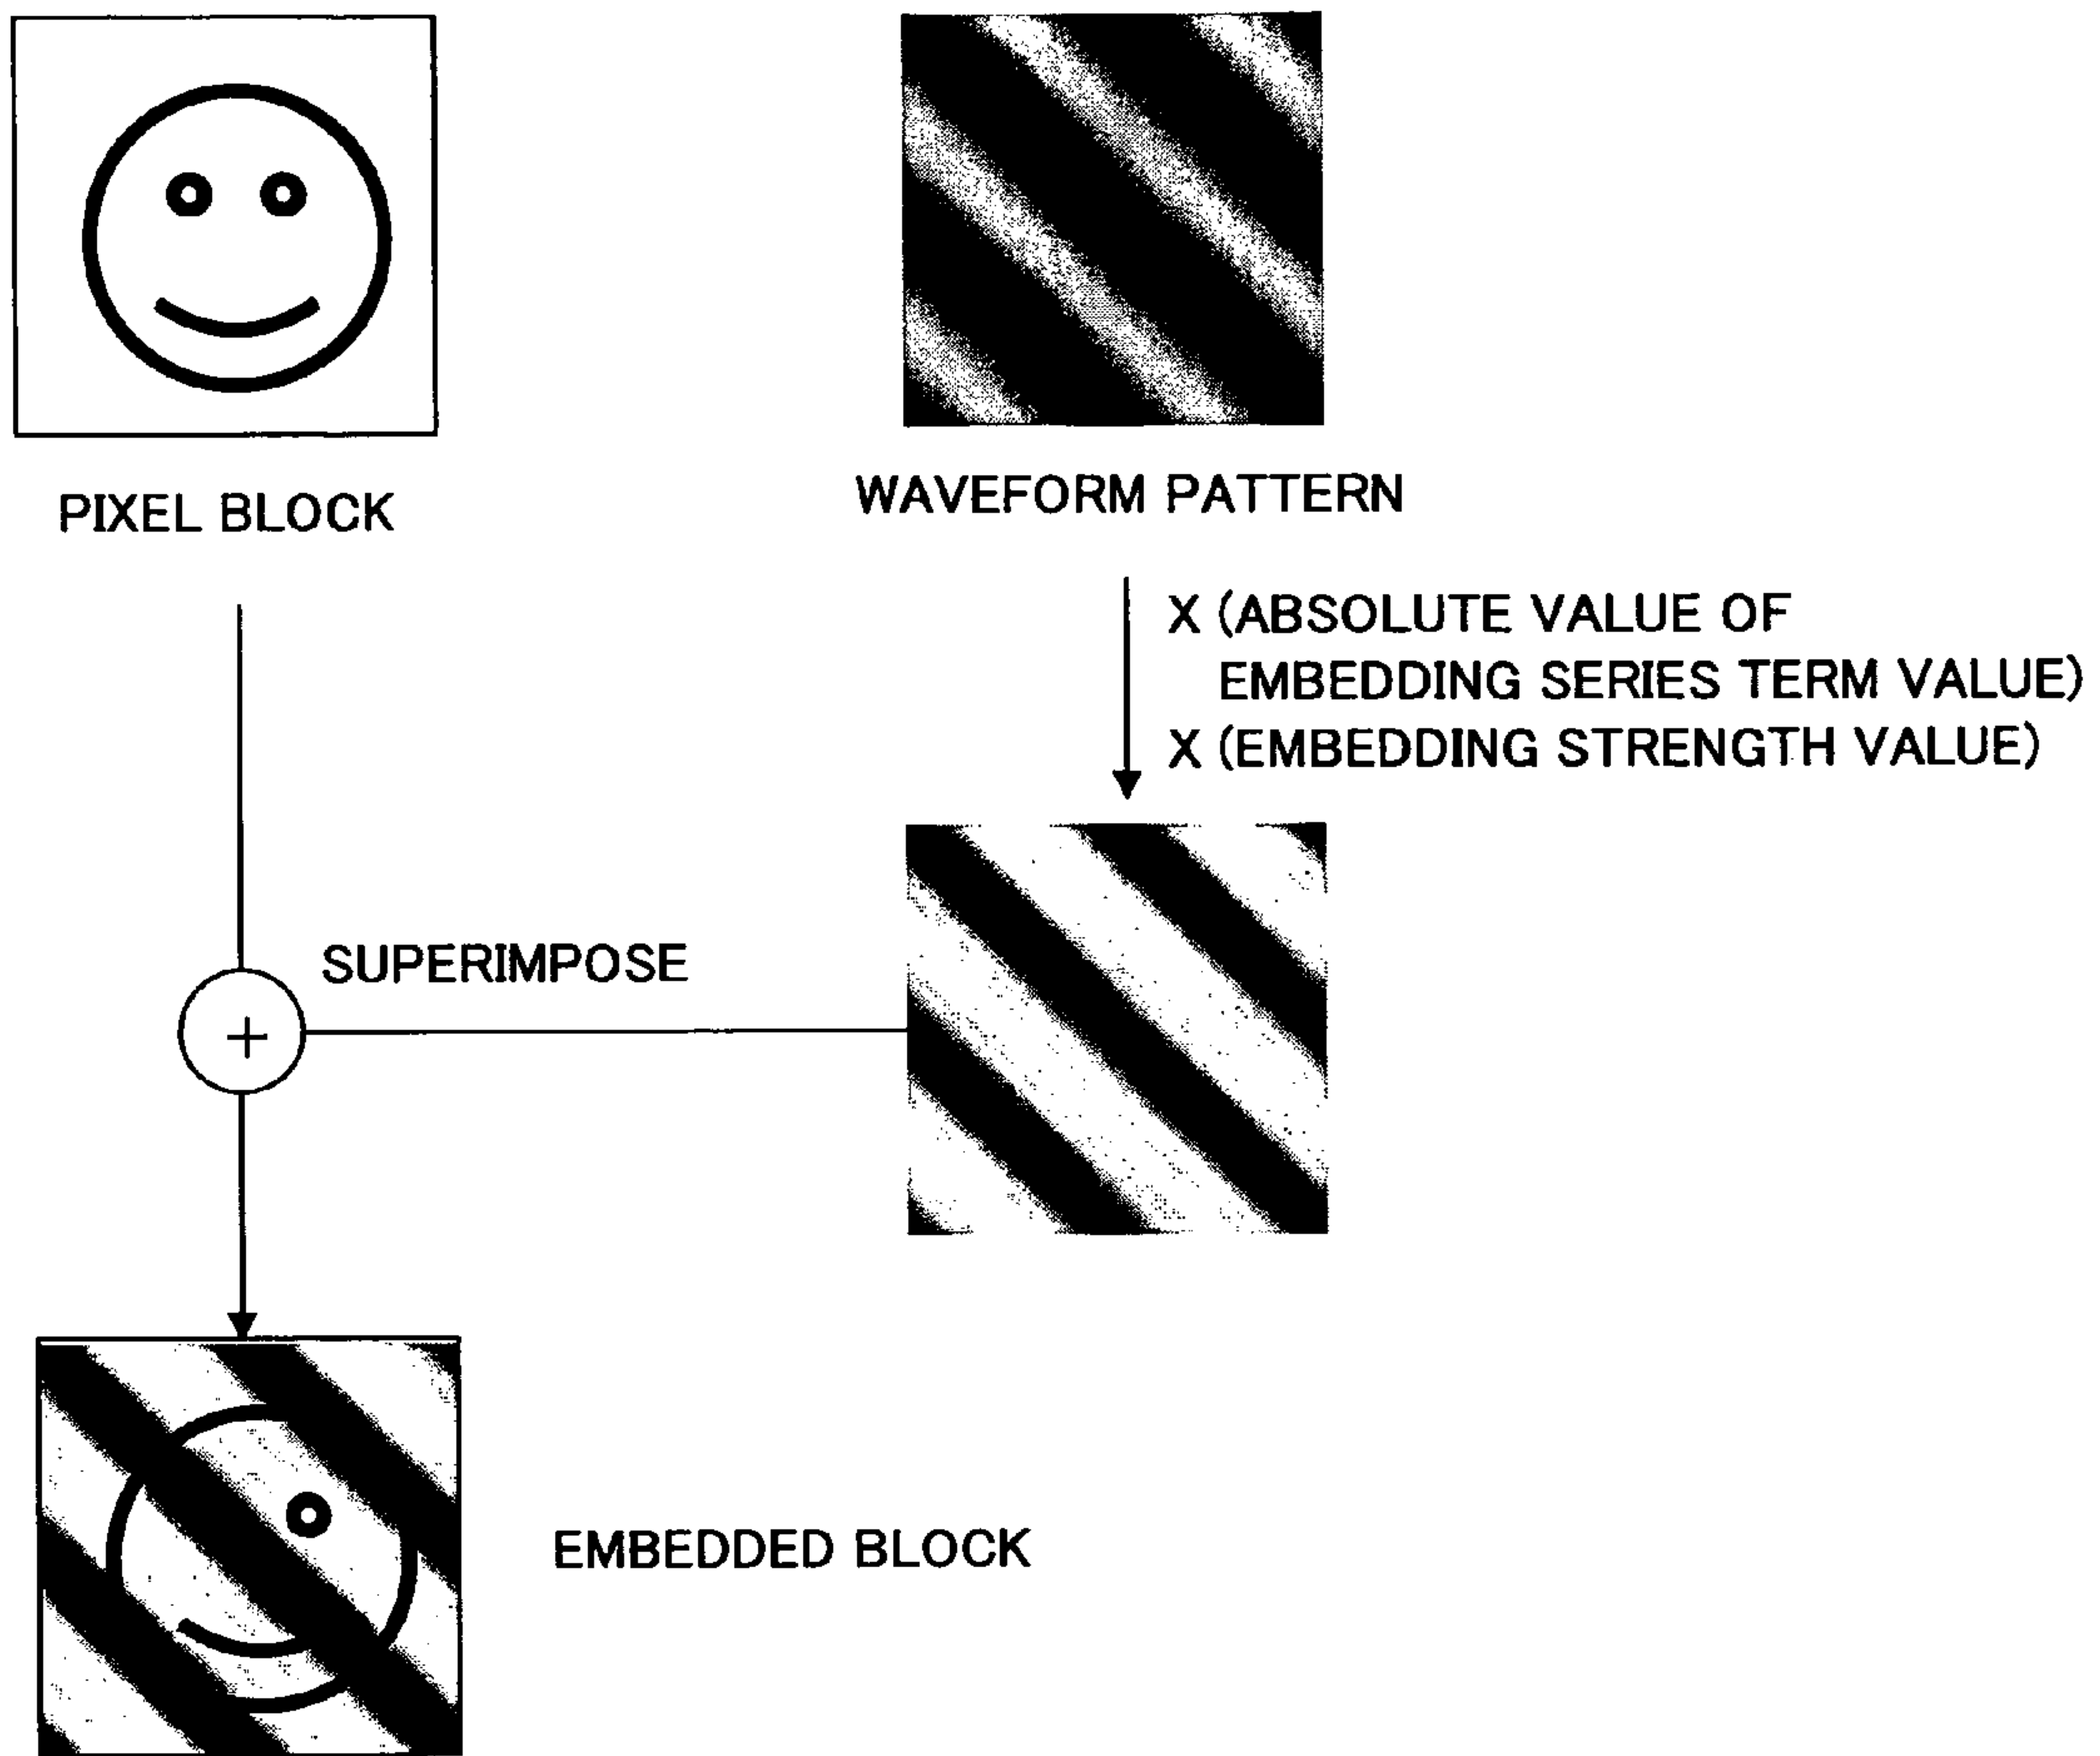 PIXEL BLOCK
WAVEFORM PATTERN
X (ABSOLUTE VALUE OF
EMBEDDING SERIES TERM VALUE)
X (EMBEDDING STRENGTH VALUE)
SUPERIMPOSE
+
EMBEDDED BLOCK